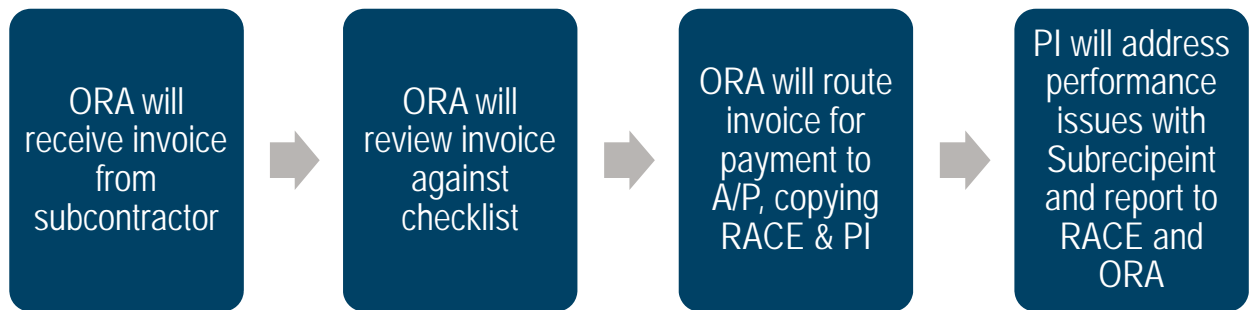 ORA will
receive invoice
from
subcontractor
ORA will
review invoice
against
checklist
ORA will route
invoice for
payment to
A/P, copying
RACE & PI
PI will address
performance
issues with
Subrecipeint
and report to
RACE and
ORA